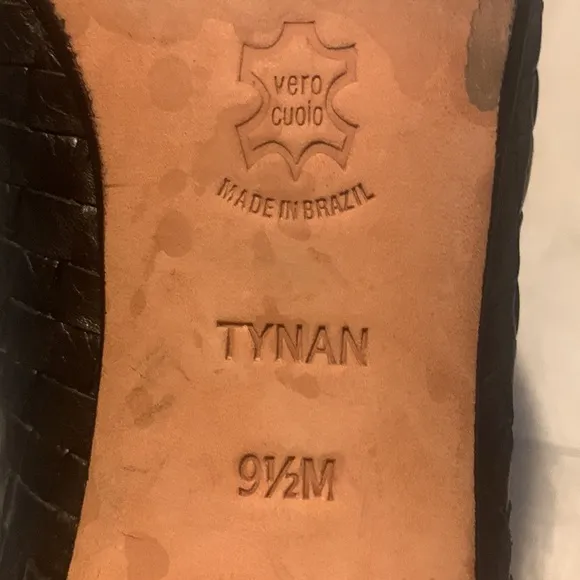 vero
cuoio
MADE IN BRAZIL
TYNAN
9½M